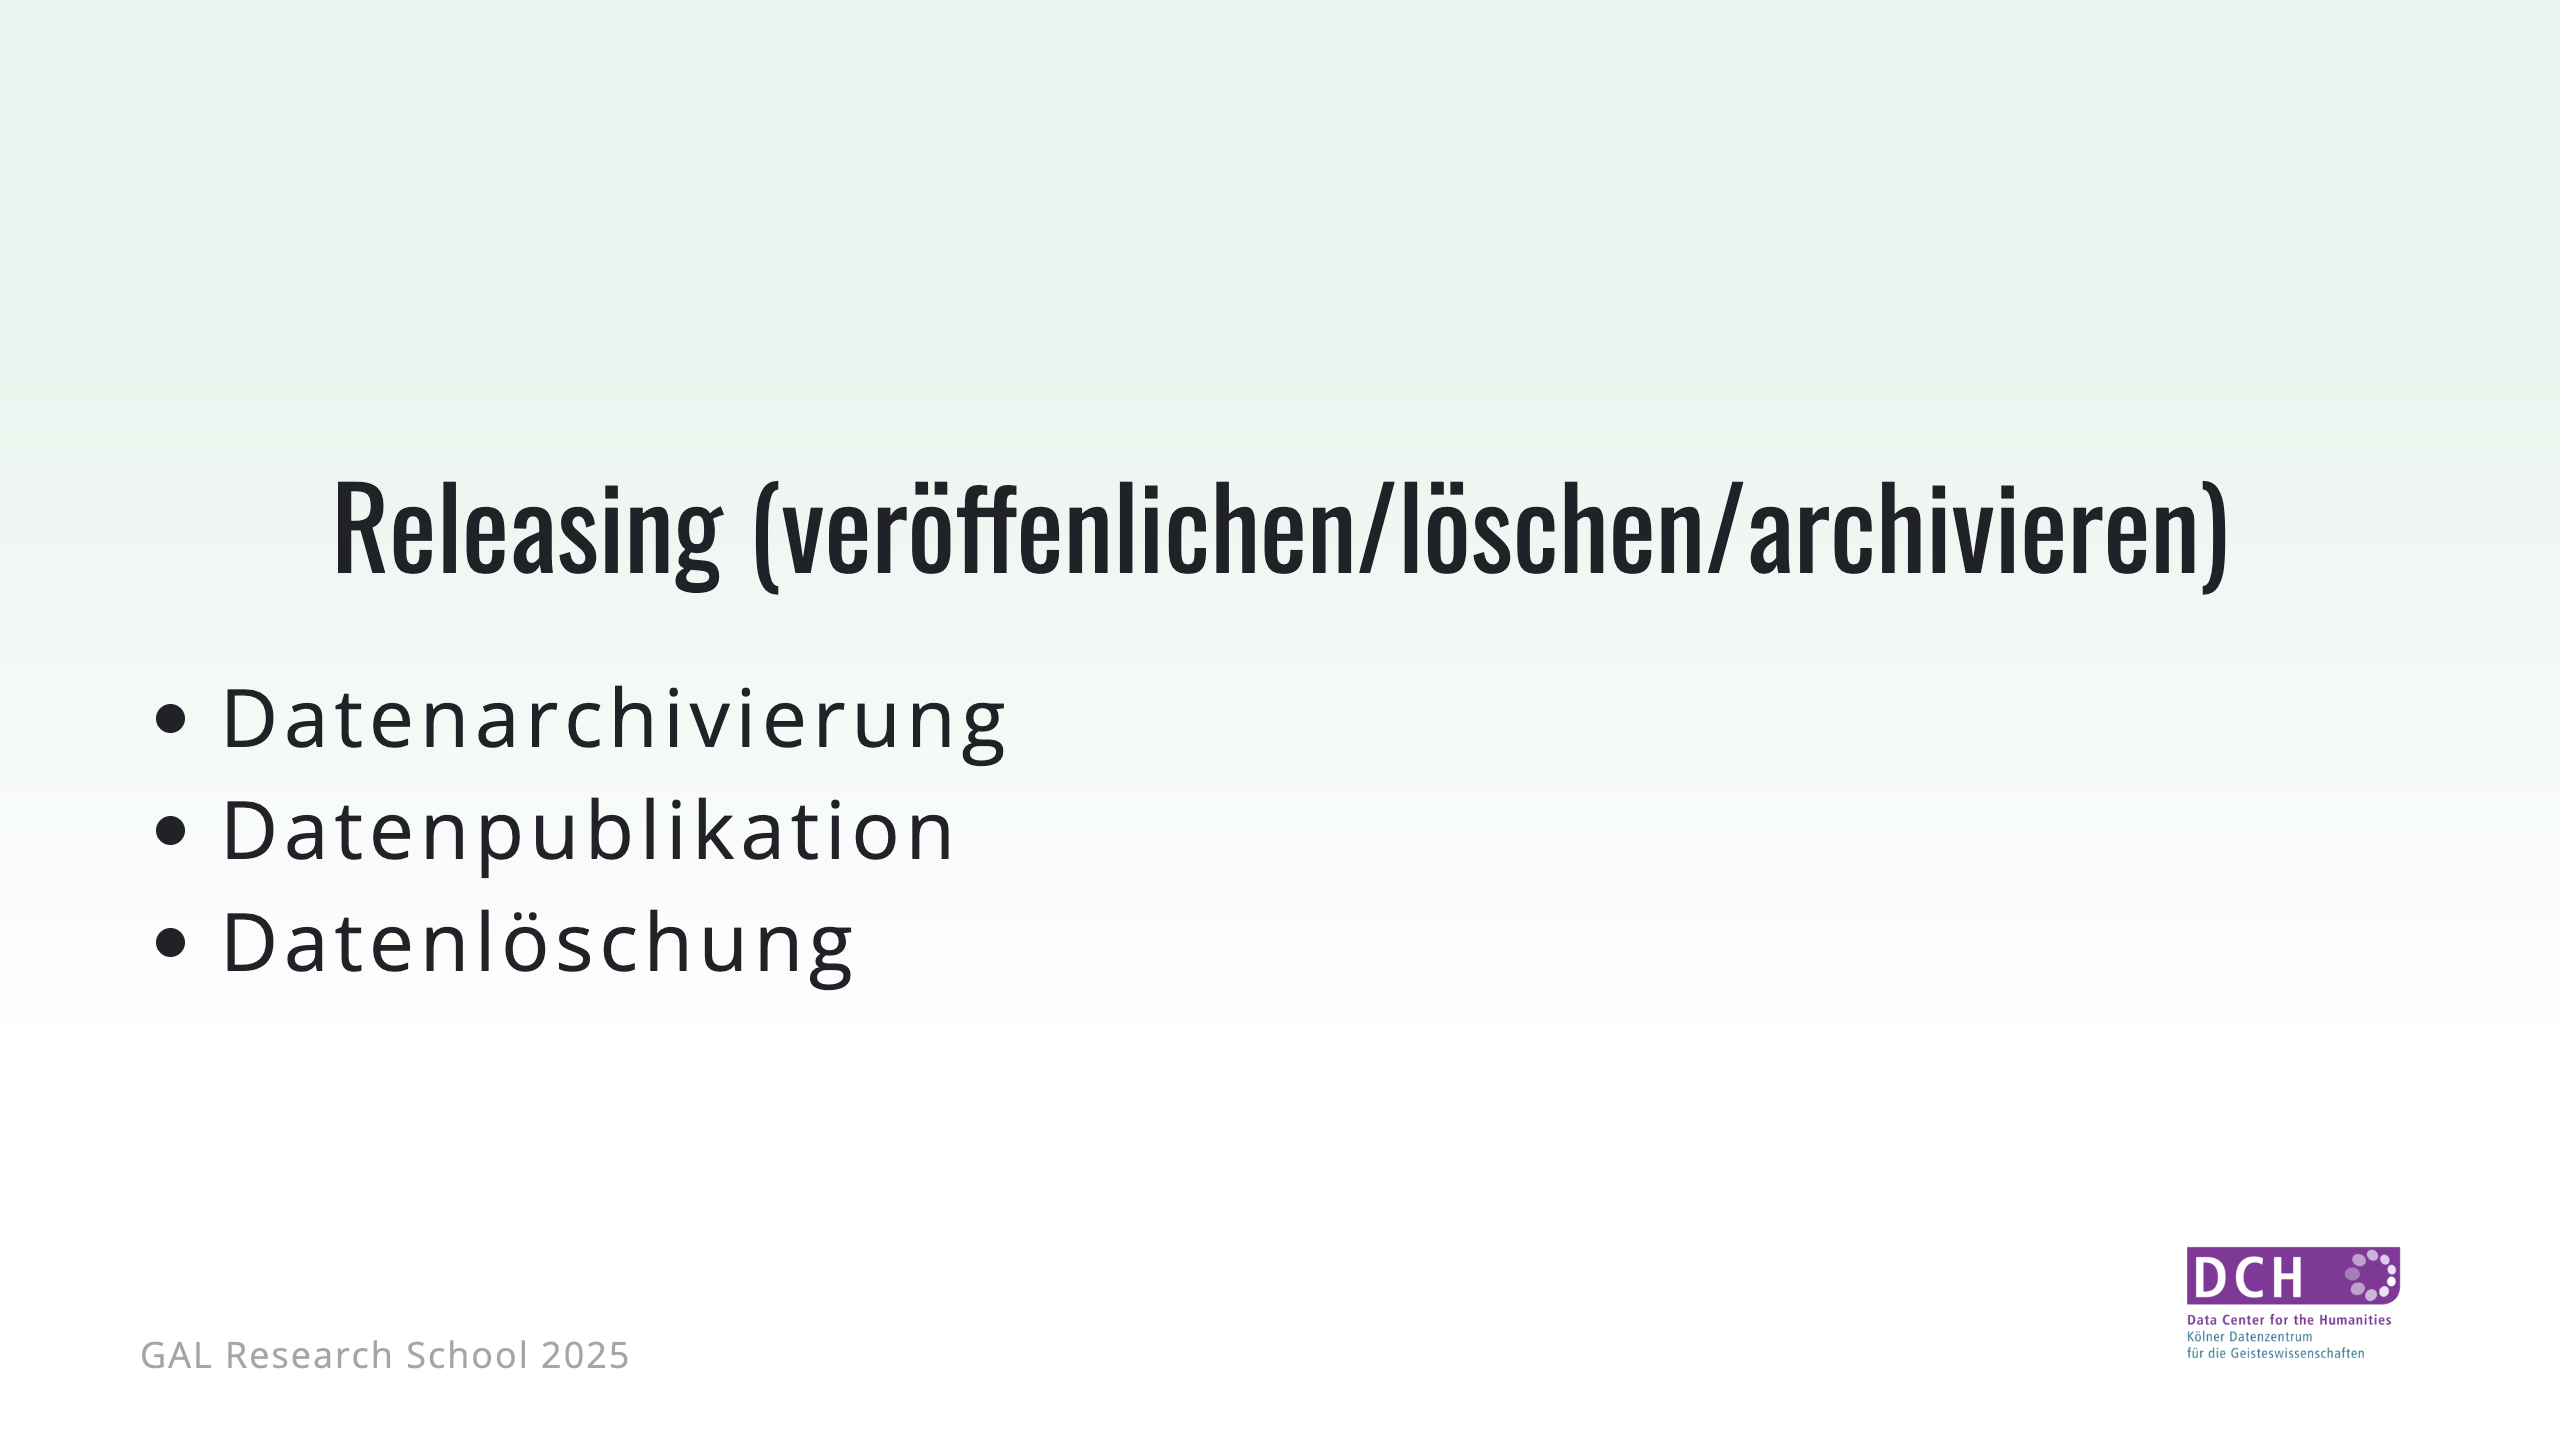 Releasing (veröffenlichen/löschen/archivieren)
• Datenarchivierung
• Datenpublikation
• Datenlöschung
GAL Research School 2025
DCH
Data Center for the Humanities
Kölner Datenzentrum
für die Geisteswissenschaften